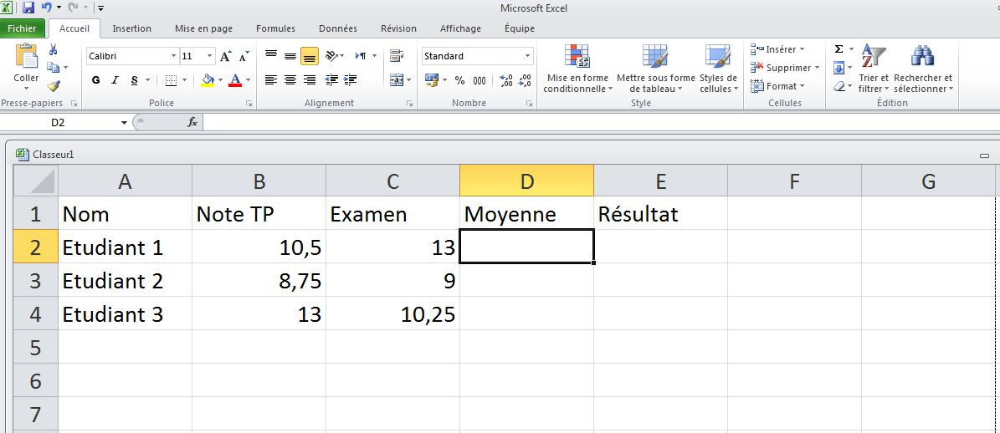 Microsoft Excel
Fichier Accueil Insertion Mise en page Formules Données Révision Affichage Équipe
Coller
Calibri 11
G I S
A A
A
Standard
% 000
,00 ,00
Mise en forme conditionnelle
Mettre sous forme de tableau
Styles de cellules
Insérer
Supprimer
Format
Σ
Trier et filtrer
Rechercher et sélectionner
Presse-papiers Police Alignement Nombre Style Cellules Édition
D2 fx
Classeur1
A B C D E F G
1 Nom Note TP Examen Moyenne Résultat
2 Etudiant 1 10,5 13
3 Etudiant 2 8,75 9
4 Etudiant 3 13 10,25
5
6
7